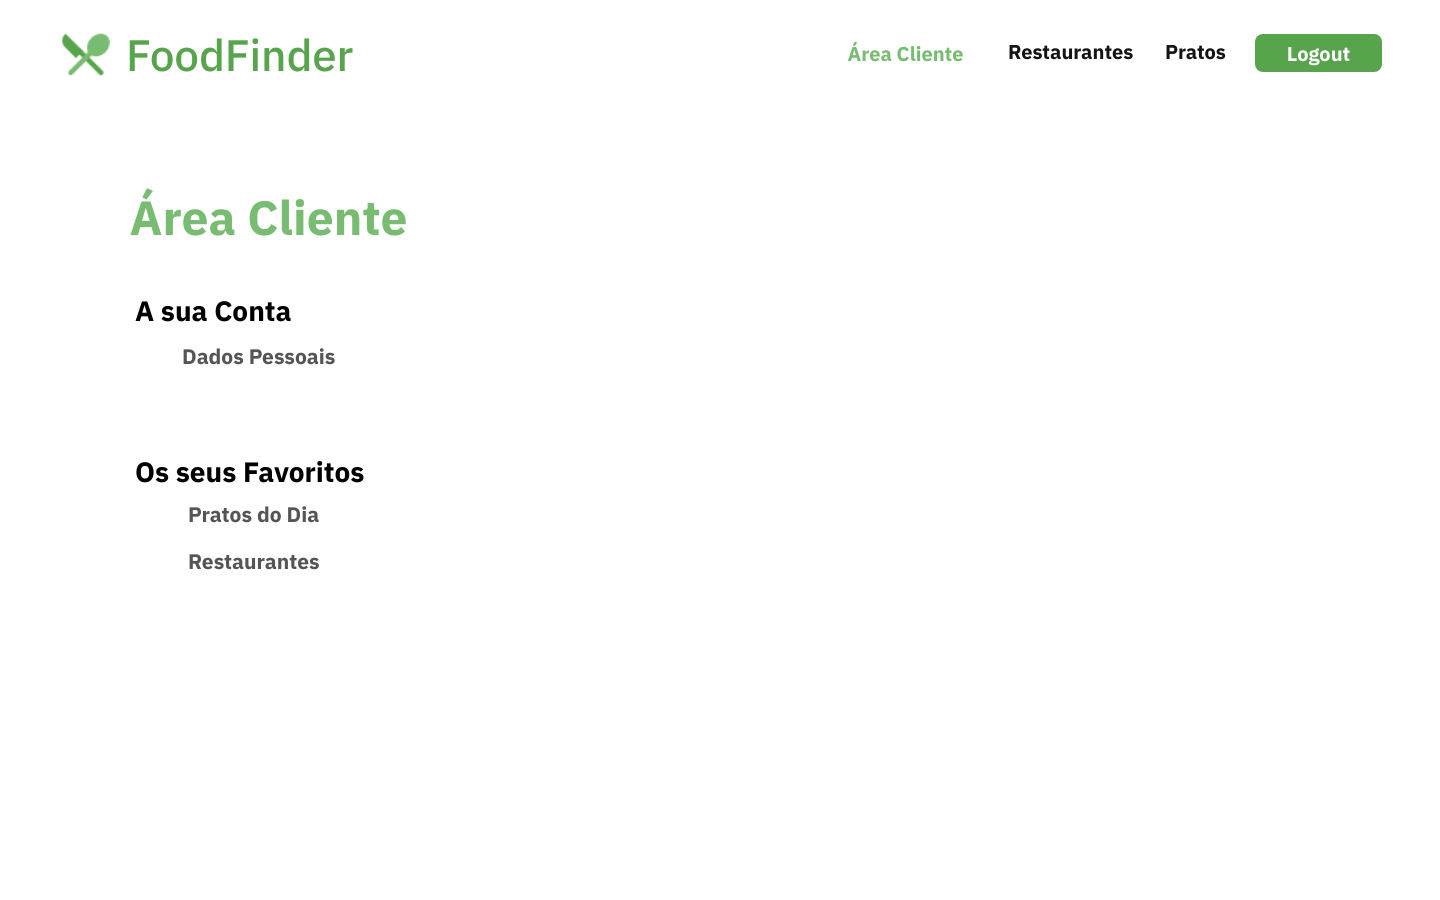 FoodFinder
Área Cliente
Restaurantes
Pratos
Logout
Área Cliente
A sua Conta
Dados Pessoais
Os seus Favoritos
Pratos do Dia
Restaurantes